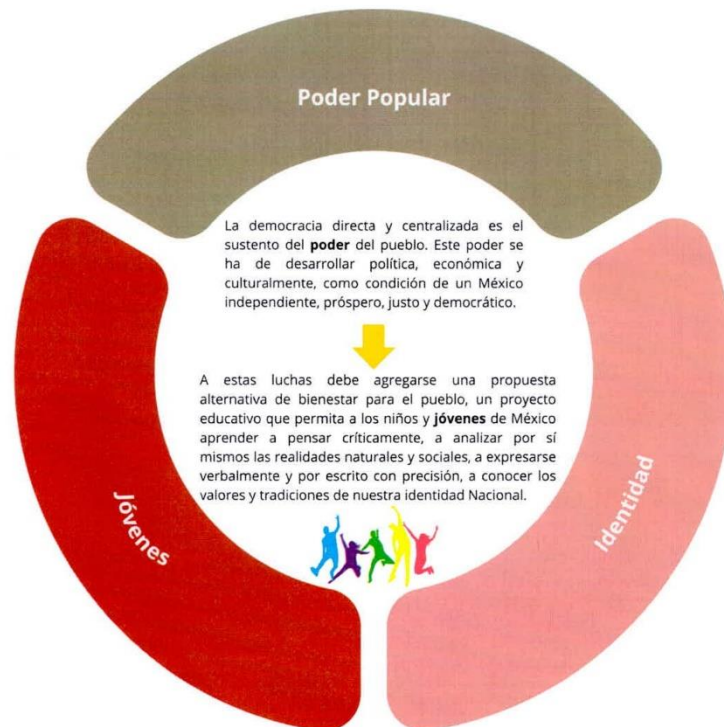 Poder Popular
La democracia directa y centralizada es el
sustento del poder del pueblo. Este poder se
ha de desarrollar política, económica y
culturalmente, como condición de un México
independiente, próspero, justo y democrático.
A estas luchas debe agregarse una propuesta
alternativa de bienestar para el pueblo, un proyecto
educativo que permita a los niños y jóvenes de México
aprender a pensar críticamente, a analizar por sí
mismos las realidades naturales y sociales, a expresarse
verbalmente y por escrito con precisión, a conocer los
valores y tradiciones de nuestra identidad Nacional.
Jóvenes
Identidad